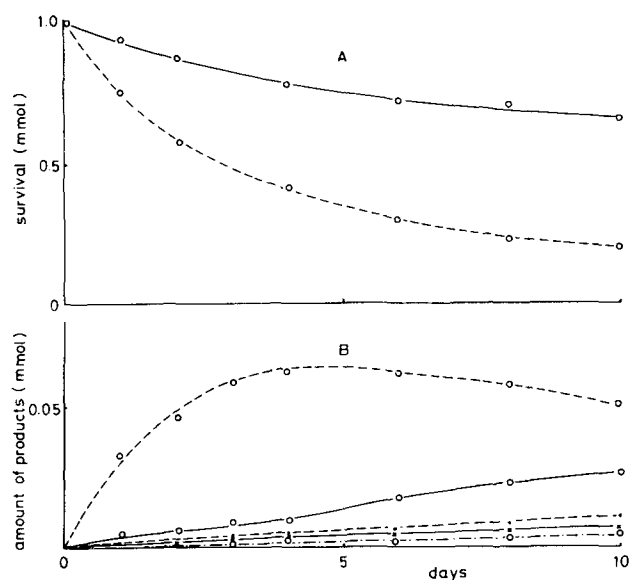 1.0
A
survival (mmol)
0.5
0
B
amount of products (mmol)
0.05
0
5
10
days